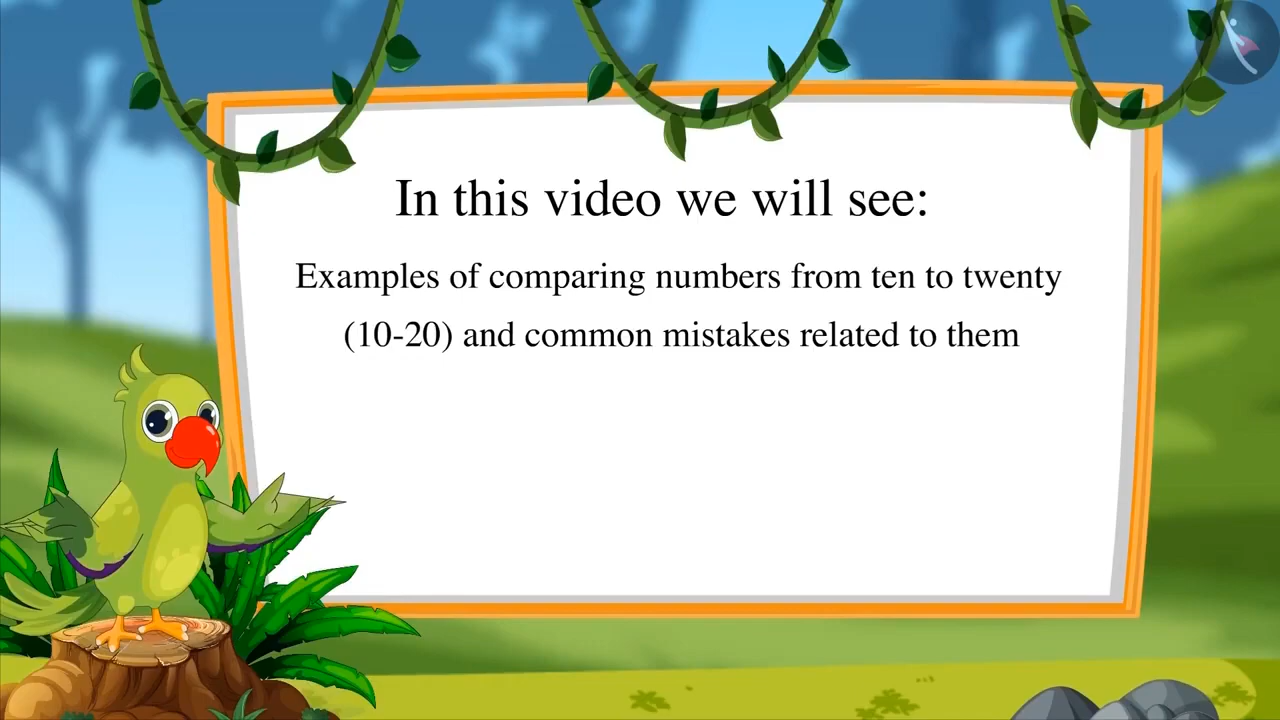 In this video we will see:
Examples of comparing numbers from ten to twenty
(10-20) and common mistakes related to them